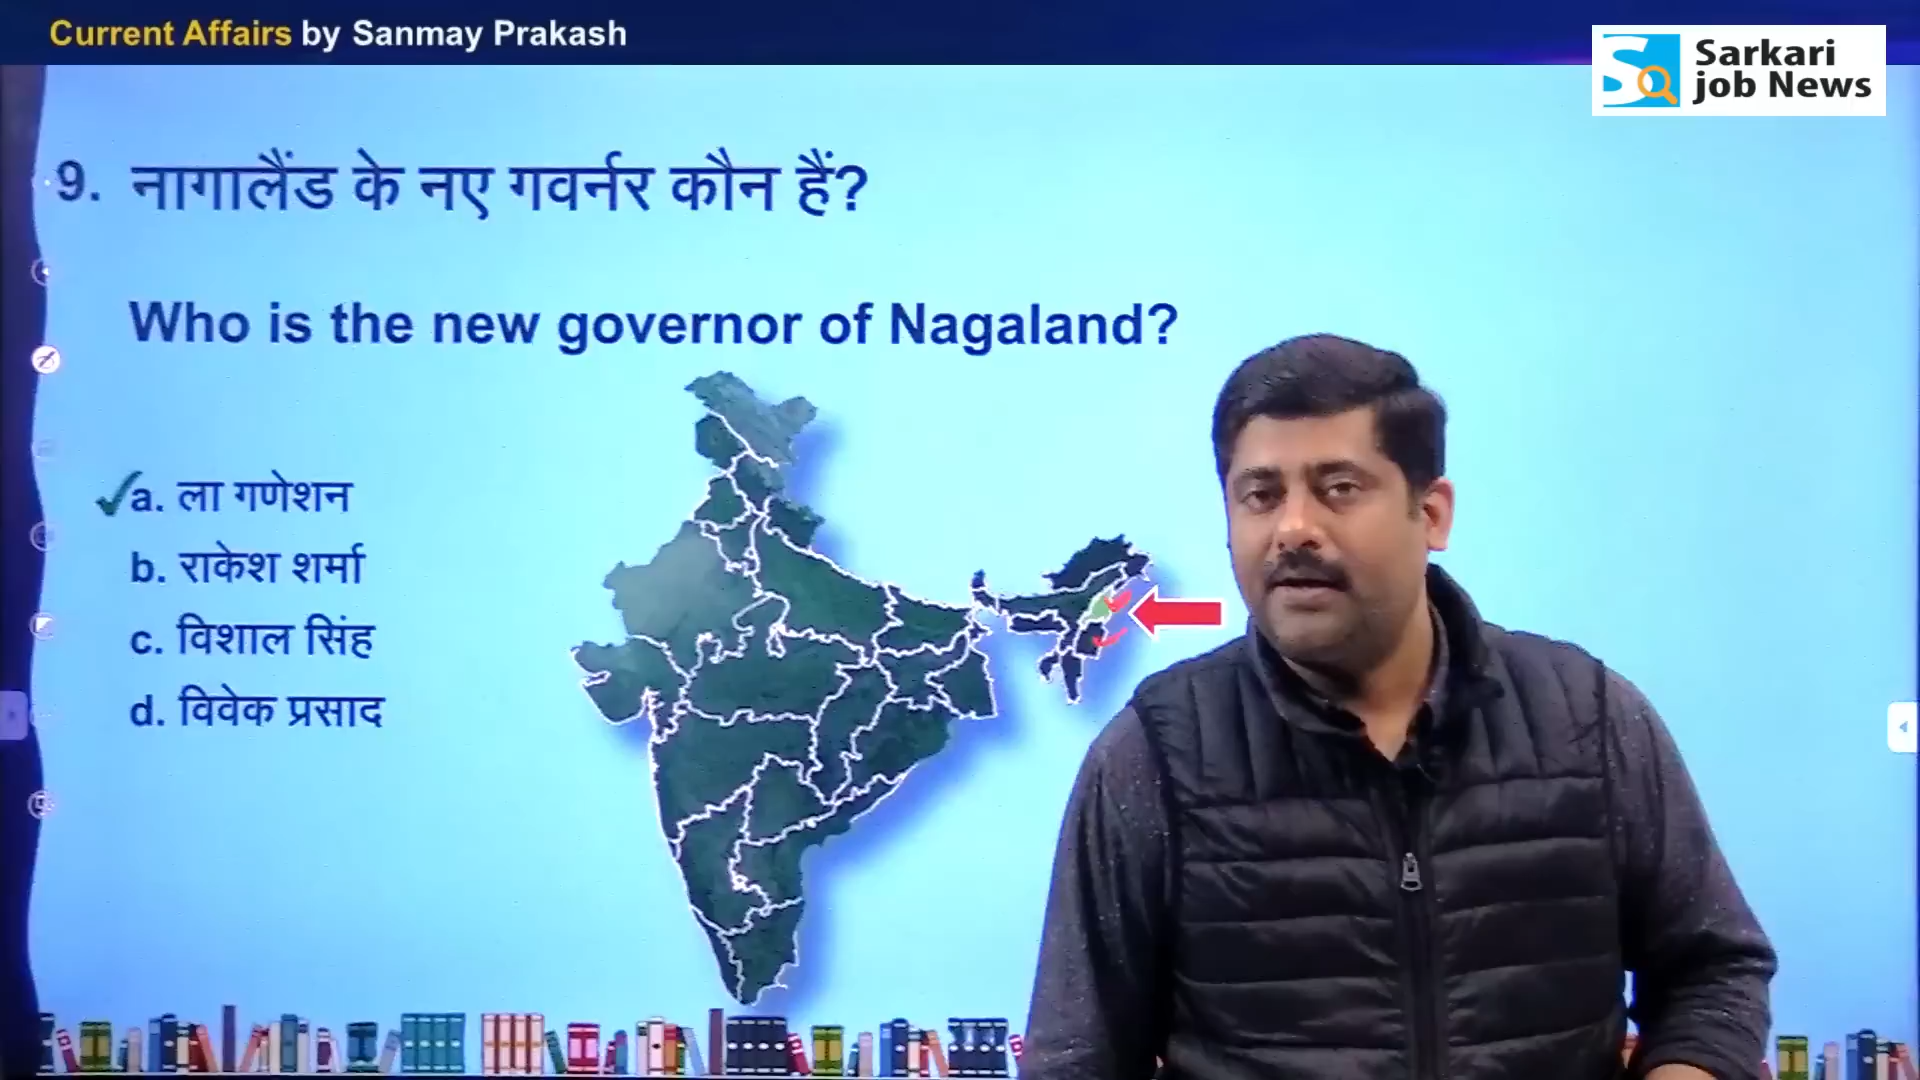 Current Affairs by Sanmay Prakash
Sarkari
job News
9. नागालैंड के नए गवर्नर कौन हैं?
Who is the new governor of Nagaland?
a. ला गणेशन
b. राकेश शर्मा
c. विशाल सिंह
d. विवेक प्रसाद